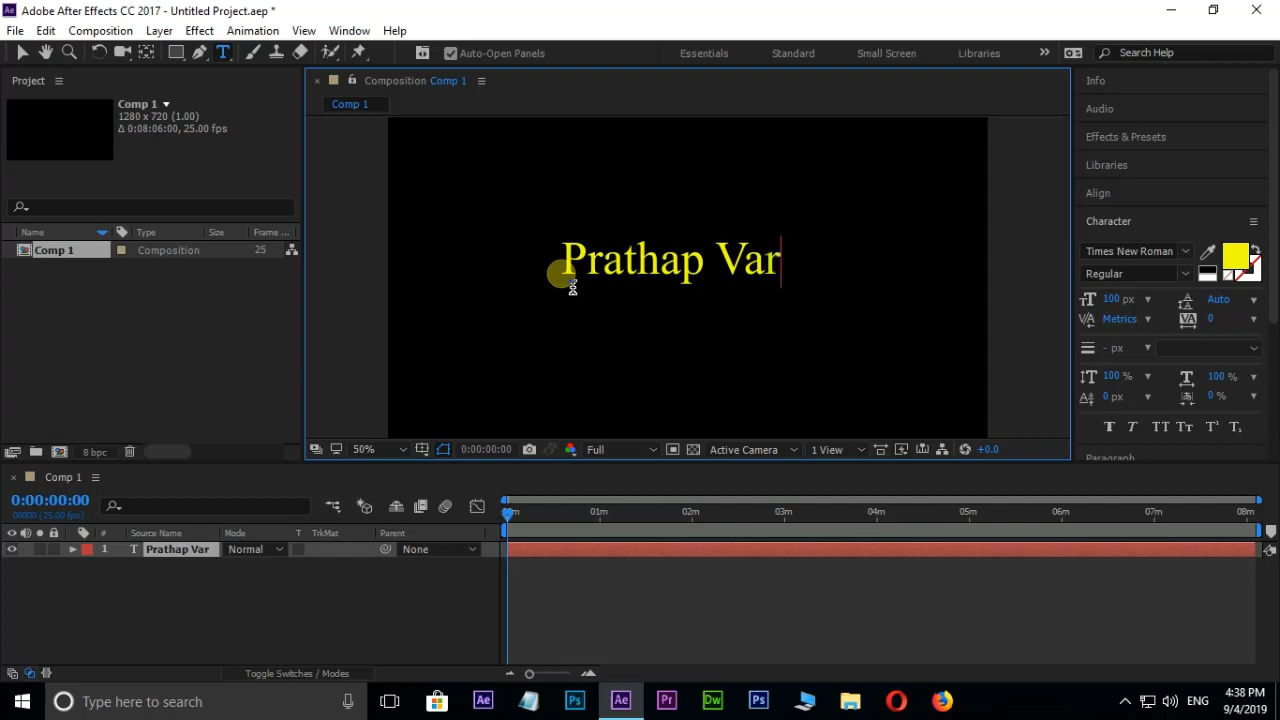 Adobe After Effects CC 2017 - Untitled Project.aep *
File Edit Composition Layer Effect Animation View Window Help
Auto-Open Panels Essentials Standard Small Screen Libraries Search Help
Project
Comp 1
1280 x 720 (1.00)
Δ 0:08:06:00, 25.00 fps
Name Type Size Frame
Comp 1 Composition 25
8 bpc
Composition Comp 1
Comp 1
Prathap Var
50% 0:00:00:00 Full Active Camera 1 View +0.0
Info
Audio
Effects & Presets
Libraries
Align
Character
Times New Roman
Regular
100 px Auto
Metrics 0
- px
100 % 100 %
0 px 0 %
Paragraph
Comp 1
0:00:00:00
00000 (25.00 fps)
# Source Name Mode T TrkMat Parent
1 T Prathap Var Normal None
Toggle Switches / Modes
:00m 01m 02m 03m 04m 05m 06m 07m 08m
Type here to search
ENG
4:38 PM
9/4/2019